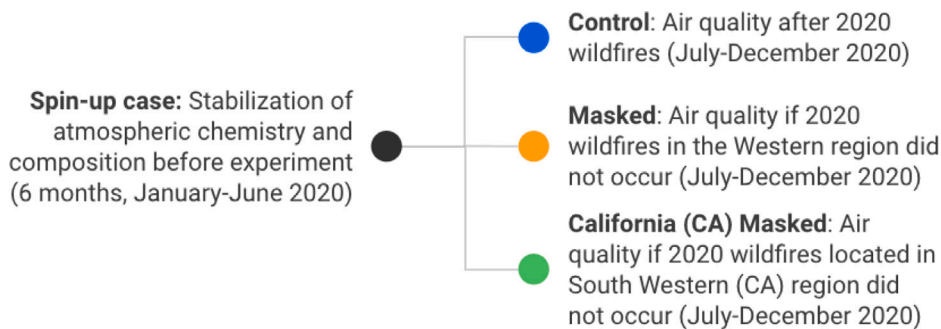 Spin-up case: Stabilization of
atmospheric chemistry and
composition before experiment
(6 months, January-June 2020)
Control: Air quality after 2020
wildfires (July-December 2020)
Masked: Air quality if 2020
wildfires in the Western region did
not occur (July-December 2020)
California (CA) Masked: Air
quality if 2020 wildfires located in
South Western (CA) region did
not occur (July-December 2020)